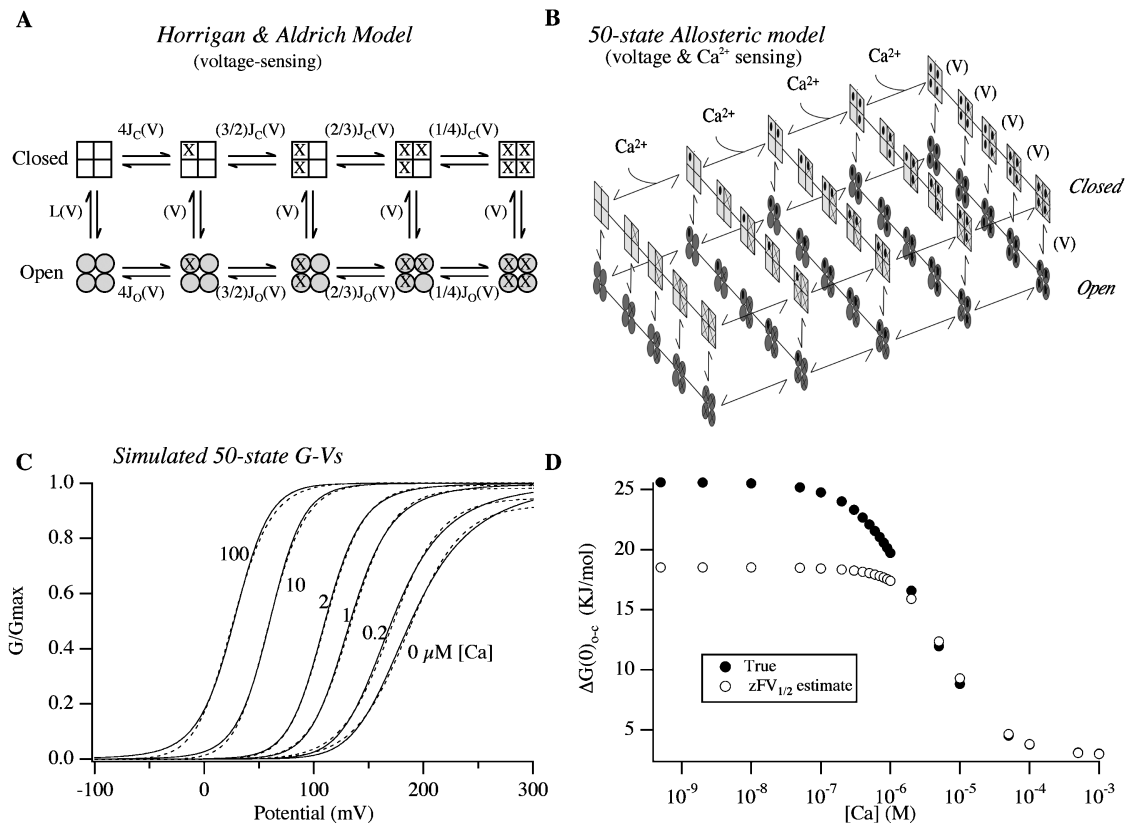 A
Horrigan & Aldrich Model
(voltage-sensing)
4J_C(V) (3/2)J_C(V) (2/3)J_C(V) (1/4)J_C(V)
Closed X X X X X X X X X X
L(V) (V) (V) (V) (V)
Open X X X X X X X X X X
4J_O(V) (3/2)J_O(V) (2/3)J_O(V) (1/4)J_O(V)
B
50-state Allosteric model
(voltage & Ca²⁺ sensing)
Ca²⁺
Ca²⁺
Ca²⁺
Ca²⁺
(V)
(V)
(V)
(V)
Closed
(V)
Open
C
Simulated 50-state G-Vs
G/Gmax
1.0
0.8
0.6
0.4
0.2
0.0
100
10
2
1
0.2
0 µM [Ca]
-100 0 100 200 300
Potential (mV)
D
ΔG(0)o-c (KJ/mol)
25
20
15
10
5
True
zFV1/2 estimate
10⁻⁹ 10⁻⁸ 10⁻⁷ 10⁻⁶ 10⁻⁵ 10⁻⁴ 10⁻³
[Ca] (M)